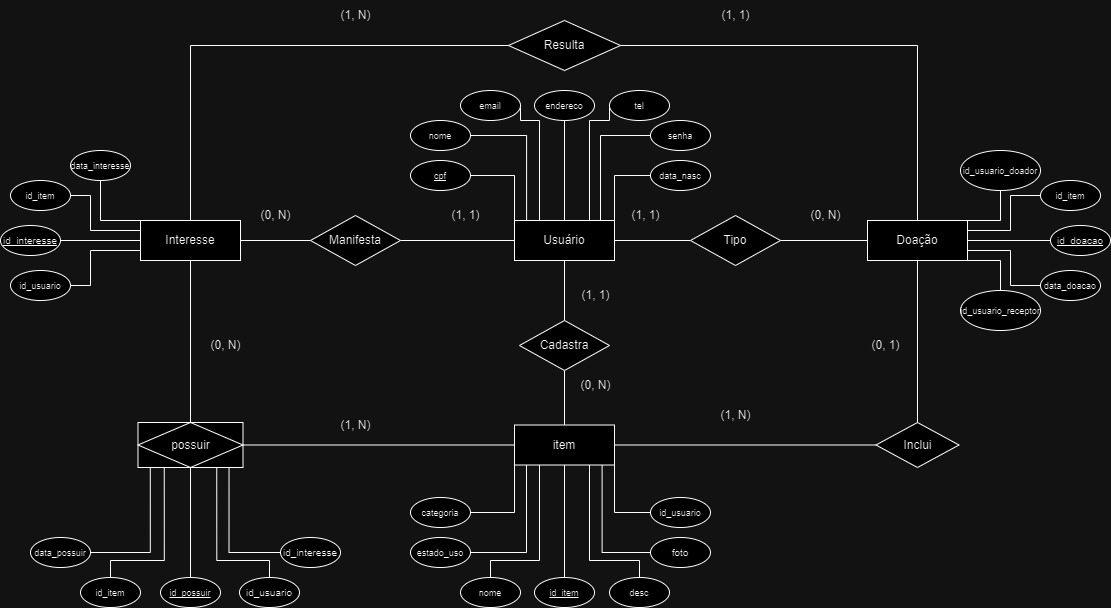 (1, N)
(1, 1)
Resulta
email
endereco
tel
nome
senha
cpf
data_nasc
data_interesse
id_item
id_interesse
id_usuario
Interesse
(0, N)
Manifesta
(1, 1)
Usuário
(1, 1)
Tipo
(0, N)
Doação
id_usuario_doador
id_item
id_doacao
data_doacao
id_usuario_receptor
(1, 1)
(0, N)
Cadastra
(0, 1)
(0, N)
(1, N)
(1, N)
possuir
item
Inclui
categoria
id_usuario
data_possuir
id_interesse
estado_uso
foto
id_item
id_possuir
id_usuario
nome
id_item
desc